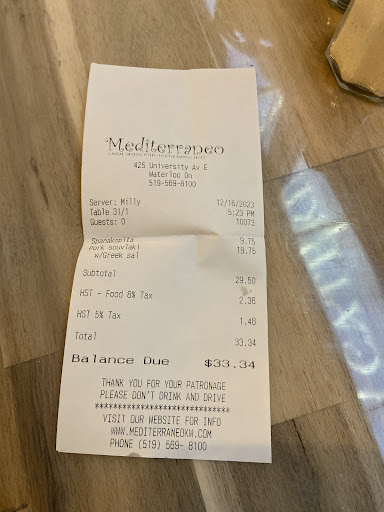 Mediterraneo
425 University Av E
Waterloo On
519-569-8100
Server: Milly 12/16/2023
Table 31/1 5:23 PM
Guests: 0 10073
Spanakopita 9.75
Pork souvlaki 19.75
w/Greek sal
Subtotal 29.50
HST - Food 8% Tax 2.36
HST 5% Tax 1.48
Total 33.34
Balance Due $33.34
THANK YOU FOR YOUR PATRONAGE
PLEASE DON'T DRINK AND DRIVE
******************************
VISIT OUR WEBSITE FOR INFO
WWW.MEDITERRANEOKW.COM
PHONE (519) 569- 8100